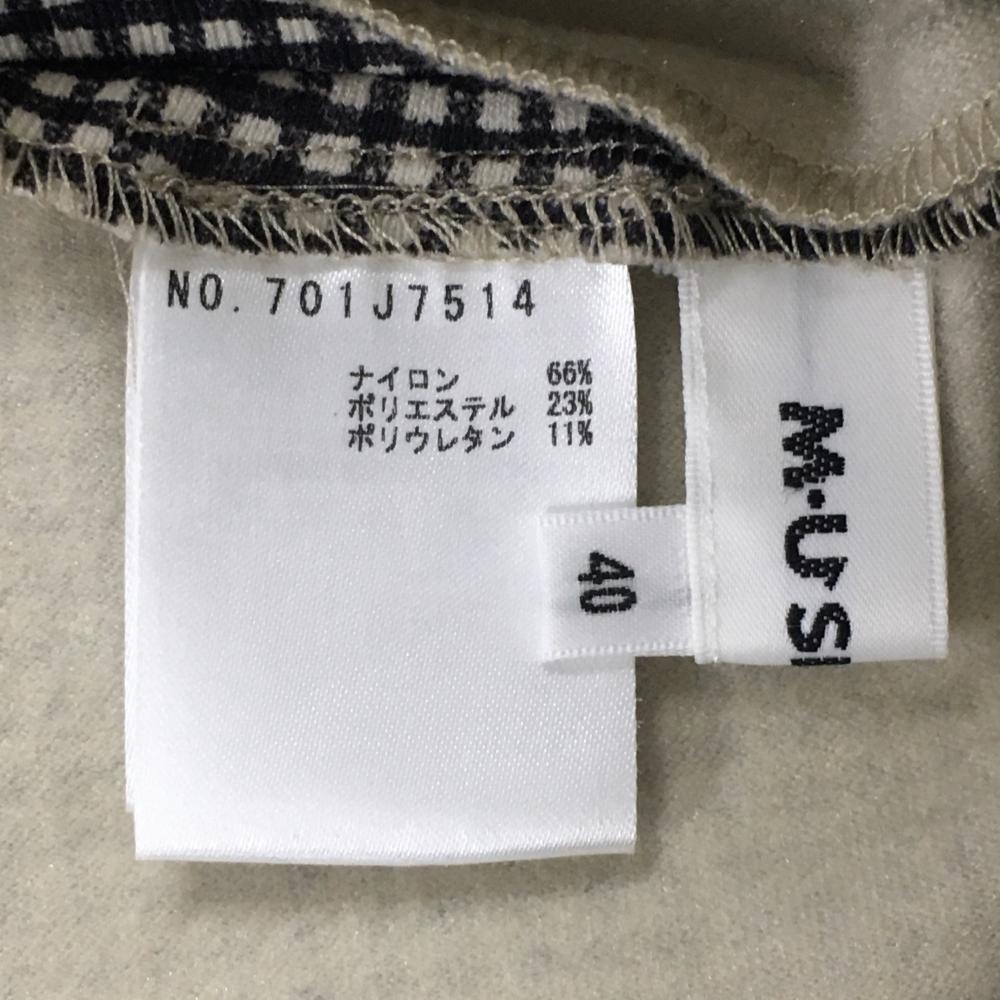 NO. 701J7514
ナイロン 66%
ポリエステル 23%
ポリウレタン 11%
40
M・U